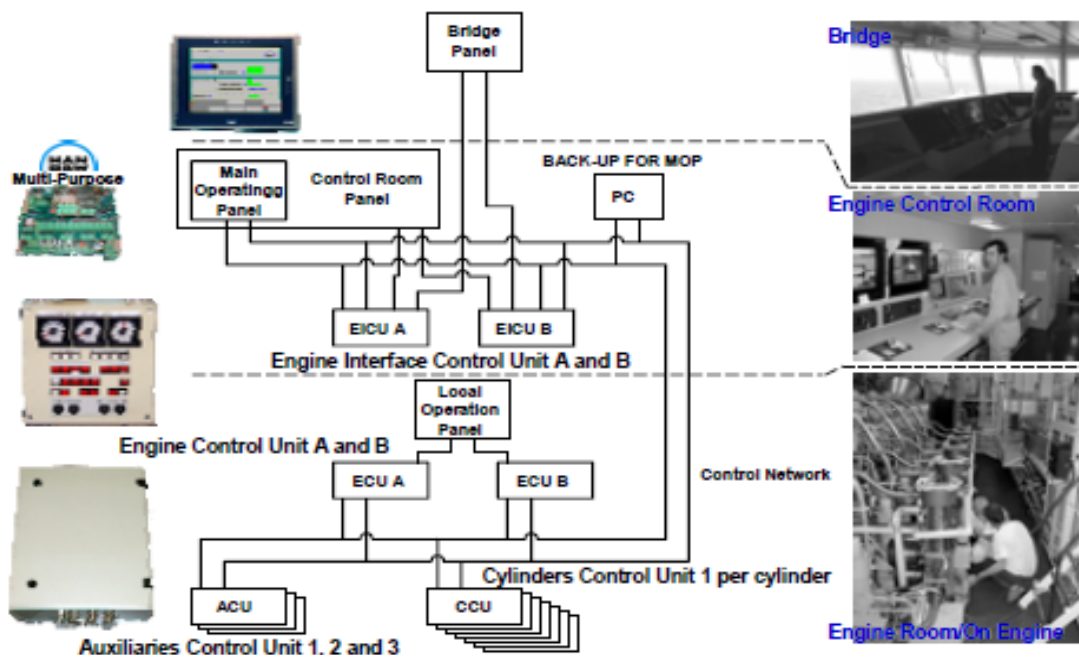 Bridge
Panel
Bridge
MAN
Multi-Purpose
Main
Operatingg
Panel
Control Room
Panel
BACK-UP FOR MOP
PC
Engine Control Room
EICU A
EICU B
Engine Interface Control Unit A and B
Local
Operation
Panel
Engine Control Unit A and B
ECU A
ECU B
Control Network
Cylinders Control Unit 1 per cylinder
ACU
CCU
Auxiliaries Control Unit 1, 2 and 3
Engine Room/On Engine